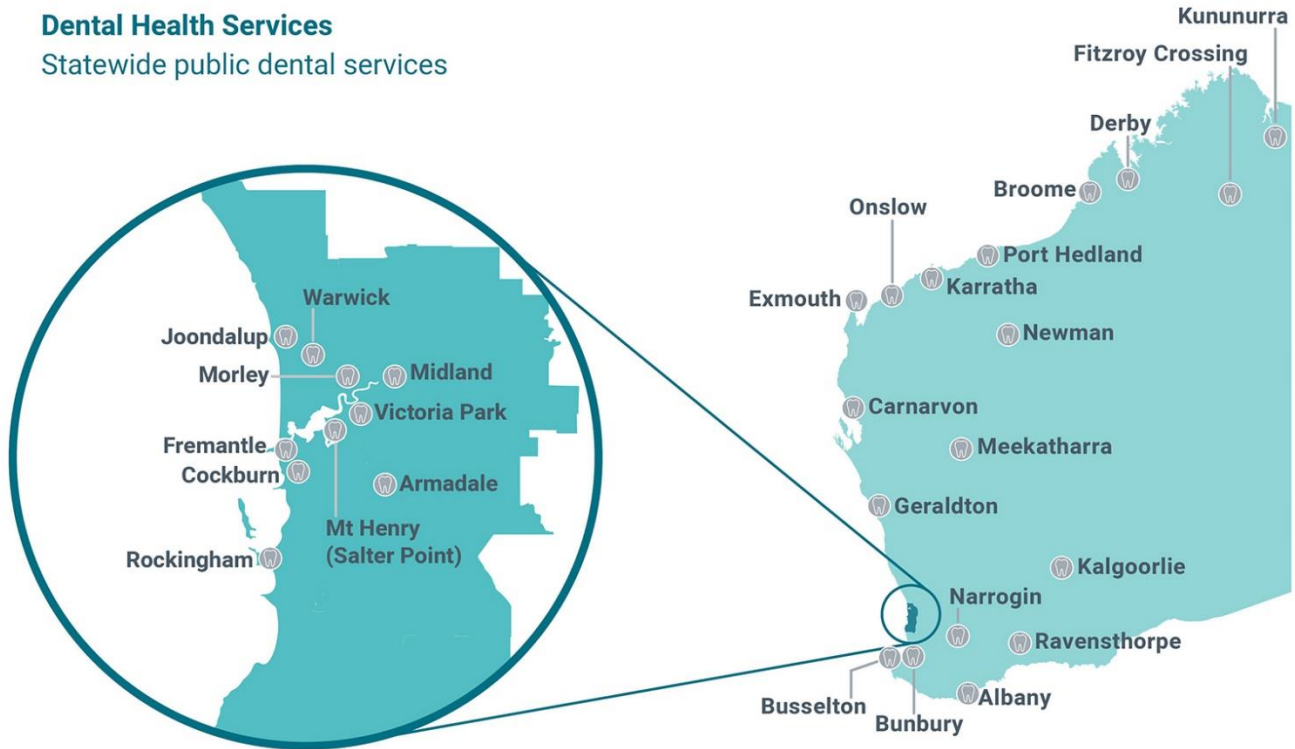 Dental Health Services
Statewide public dental services
Kununurra
Fitzroy Crossing
Derby
Broome
Onslow
Port Hedland
Karratha
Exmouth
Newman
Carnarvon
Meekatharra
Geraldton
Kalgoorlie
Narrogin
Ravensthorpe
Busselton
Bunbury
Albany
Warwick
Joondalup
Morley
Midland
Victoria Park
Fremantle
Cockburn
Armadale
Mt Henry
(Salter Point)
Rockingham